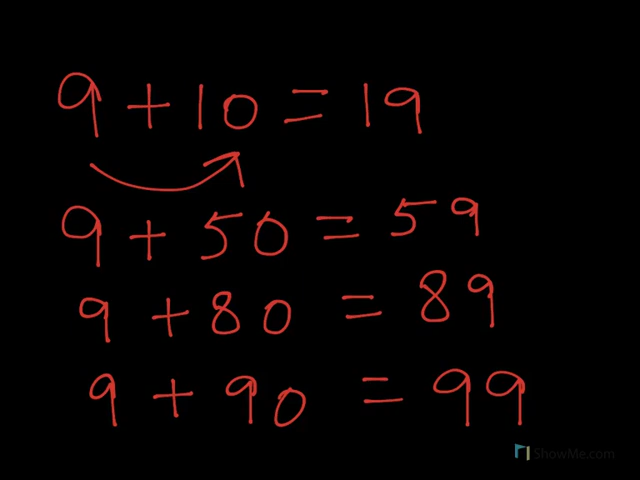 9 + 10 = 19
9 + 50 = 59
9 + 80 = 89
9 + 90 = 99
ShowMe.com